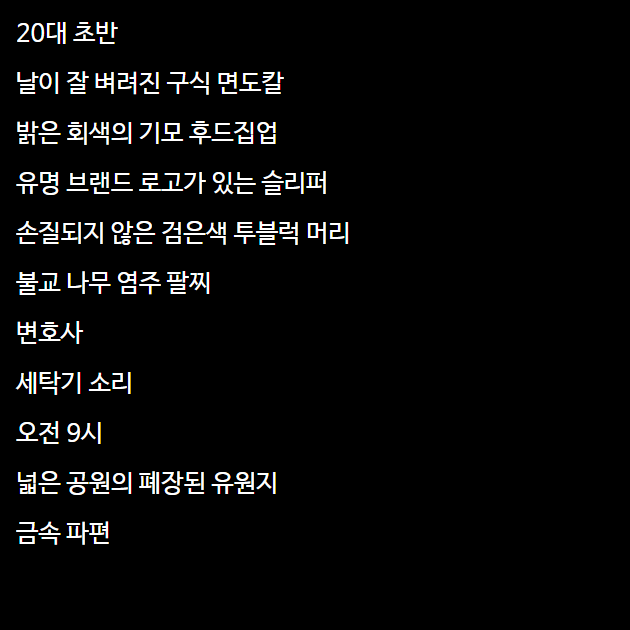 20대 초반
날이 잘 벼려진 구식 면도칼
밝은 회색의 기모 후드집업
유명 브랜드 로고가 있는 슬리퍼
손질되지 않은 검은색 투블럭 머리
불교 나무 염주 팔찌
변호사
세탁기 소리
오전 9시
넓은 공원의 폐장된 유원지
금속 파편